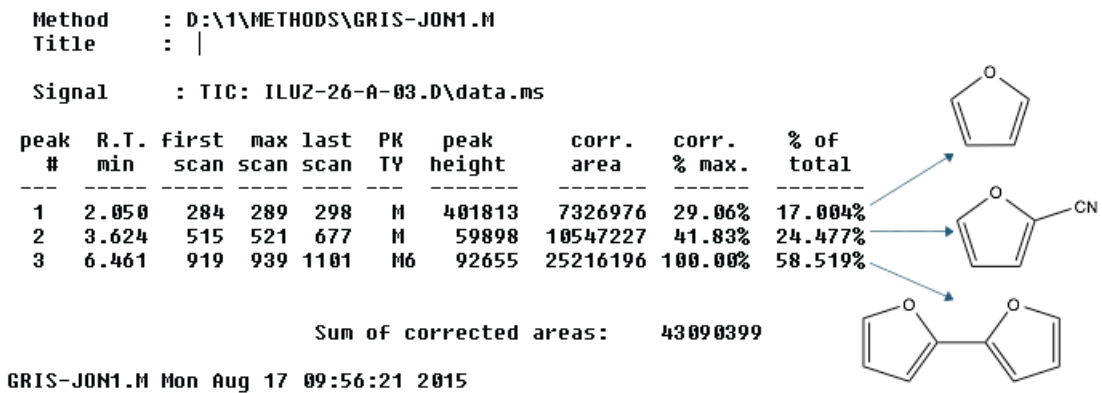 Method : D:\1\METHODS\GRIS-JON1.M
Title :
Signal : TIC: ILUZ-26-A-03.D\data.ms
peak R.T. first max last PK peak corr. corr. % of
# min scan scan scan TY height area % max. total
--- ----- ----- ---- ---- --- ------- ------- ------ -------
1 2.050 284 289 298 M 401813 7326976 29.06% 17.004%
2 3.624 515 521 677 M 59898 10547227 41.83% 24.477%
3 6.461 919 939 1101 M6 92655 25216196 100.00% 58.519%
Sum of corrected areas: 43090399
GRIS-JON1.M Mon Aug 17 09:56:21 2015
O
O
CN
O O